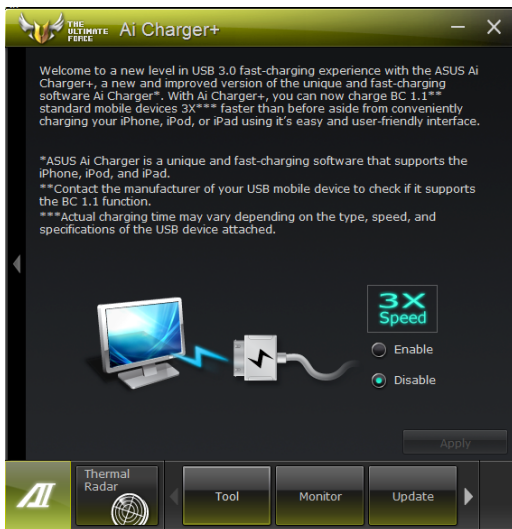 THE
ULTIMATE
FORCE
Ai Charger+
Welcome to a new level in USB 3.0 fast-charging experience with the ASUS Ai
Charger+, a new and improved version of the unique and fast-charging
software Ai Charger*. With Ai Charger+, you can now charge BC 1.1**
standard mobile devices 3X*** faster than before aside from conveniently
charging your iPhone, iPod, or iPad using it's easy and user-friendly interface.
*ASUS Ai Charger is a unique and fast-charging software that supports the
iPhone, iPod, and iPad.
**Contact the manufacturer of your USB mobile device to check if it supports
the BC 1.1 function.
***Actual charging time may vary depending on the type, speed, and
specifications of the USB device attached.
3X
Speed
Enable
Disable
Apply
AI
Thermal
Radar
Tool
Monitor
Update